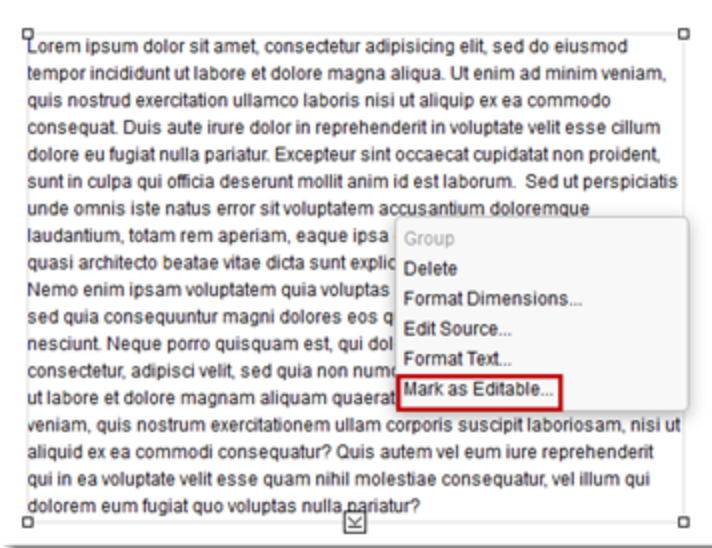 Lorem ipsum dolor sit amet, consectetur adipisicing elit, sed do eiusmod
tempor incididunt ut labore et dolore magna aliqua. Ut enim ad minim veniam,
quis nostrud exercitation ullamco laboris nisi ut aliquip ex ea commodo
consequat. Duis aute irure dolor in reprehenderit in voluptate velit esse cillum
dolore eu fugiat nulla pariatur. Excepteur sint occaecat cupidatat non proident,
sunt in culpa qui officia deserunt mollit anim id est laborum.  Sed ut perspiciatis
unde omnis iste natus error sit voluptatem accusantium doloremque
laudantium, totam rem aperiam, eaque ipsa
quasi architecto beatae vitae dicta sunt explic
Nemo enim ipsam voluptatem quia voluptas
sed quia consequuntur magni dolores eos q
nesciunt. Neque porro quisquam est, qui dol
consectetur, adipisci velit, sed quia non num
ut labore et dolore magnam aliquam quaerat
veniam, quis nostrum exercitationem ullam corporis suscipit laboriosam, nisi ut
aliquid ex ea commodi consequatur? Quis autem vel eum iure reprehenderit
qui in ea voluptate velit esse quam nihil molestiae consequatur, vel illum qui
dolorem eum fugiat quo voluptas nulla pariatur?
Group
Delete
Format Dimensions...
Edit Source...
Format Text...
Mark as Editable...